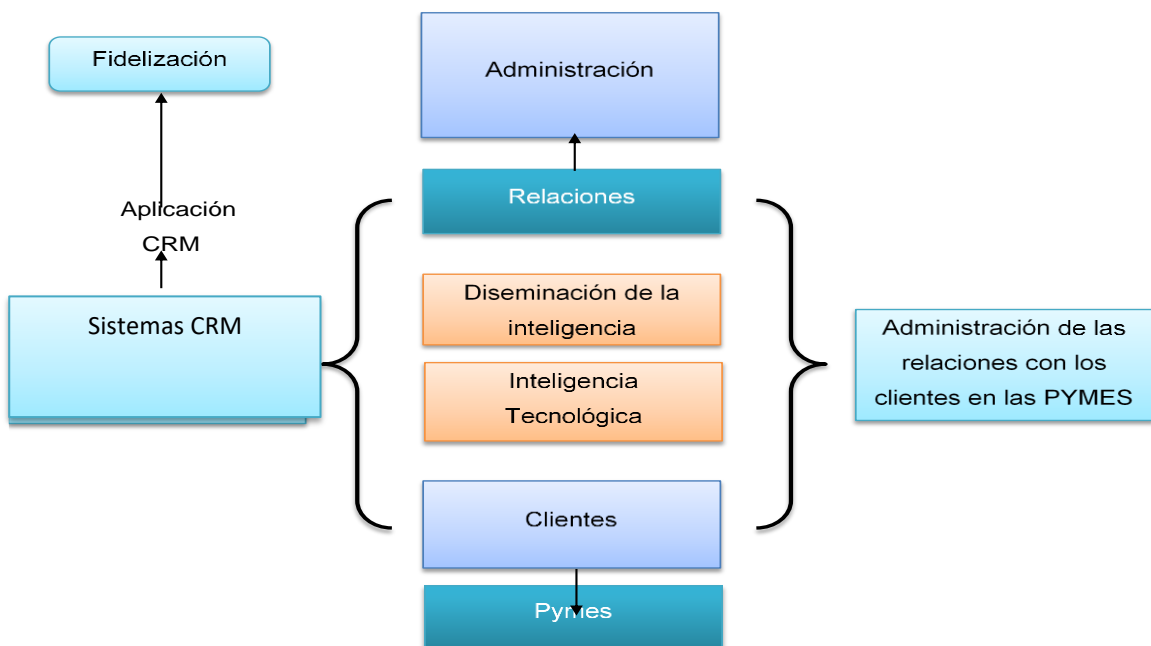 Fidelización
Aplicación
CRM
Sistemas CRM
Administración
Relaciones
Diseminación de la
inteligencia
Inteligencia
Tecnológica
Clientes
Pymes
Administración de las
relaciones con los
clientes en las PYMES